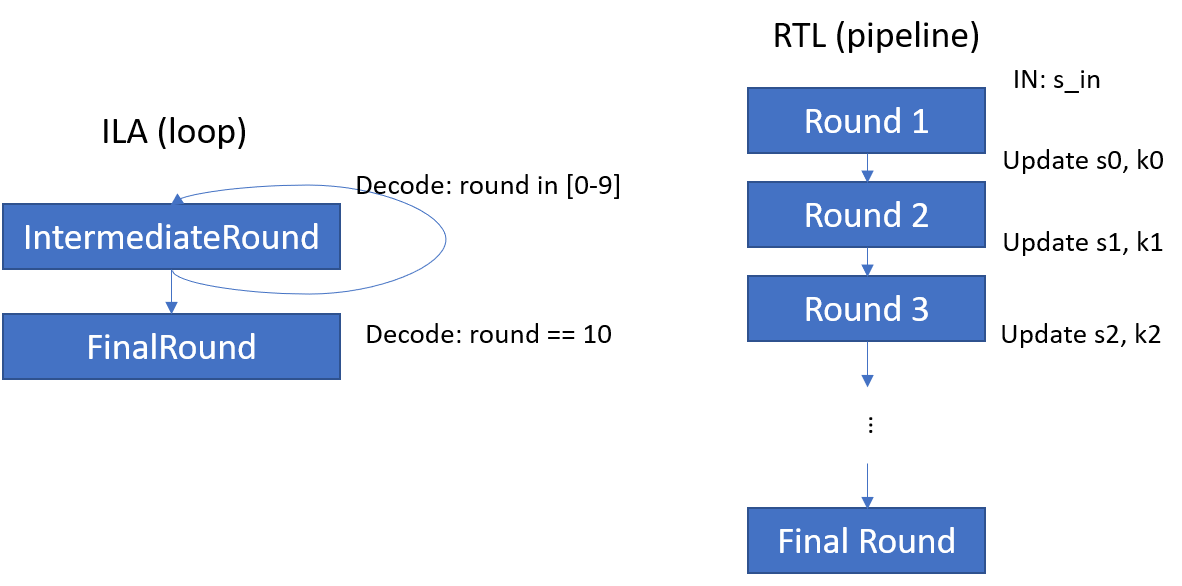 ILA (loop)
Decode: round in [0-9]
IntermediateRound
FinalRound
Decode: round == 10
RTL (pipeline)
IN: s_in
Round 1
Update s0, k0
Round 2
Update s1, k1
Round 3
Update s2, k2
...
Final Round